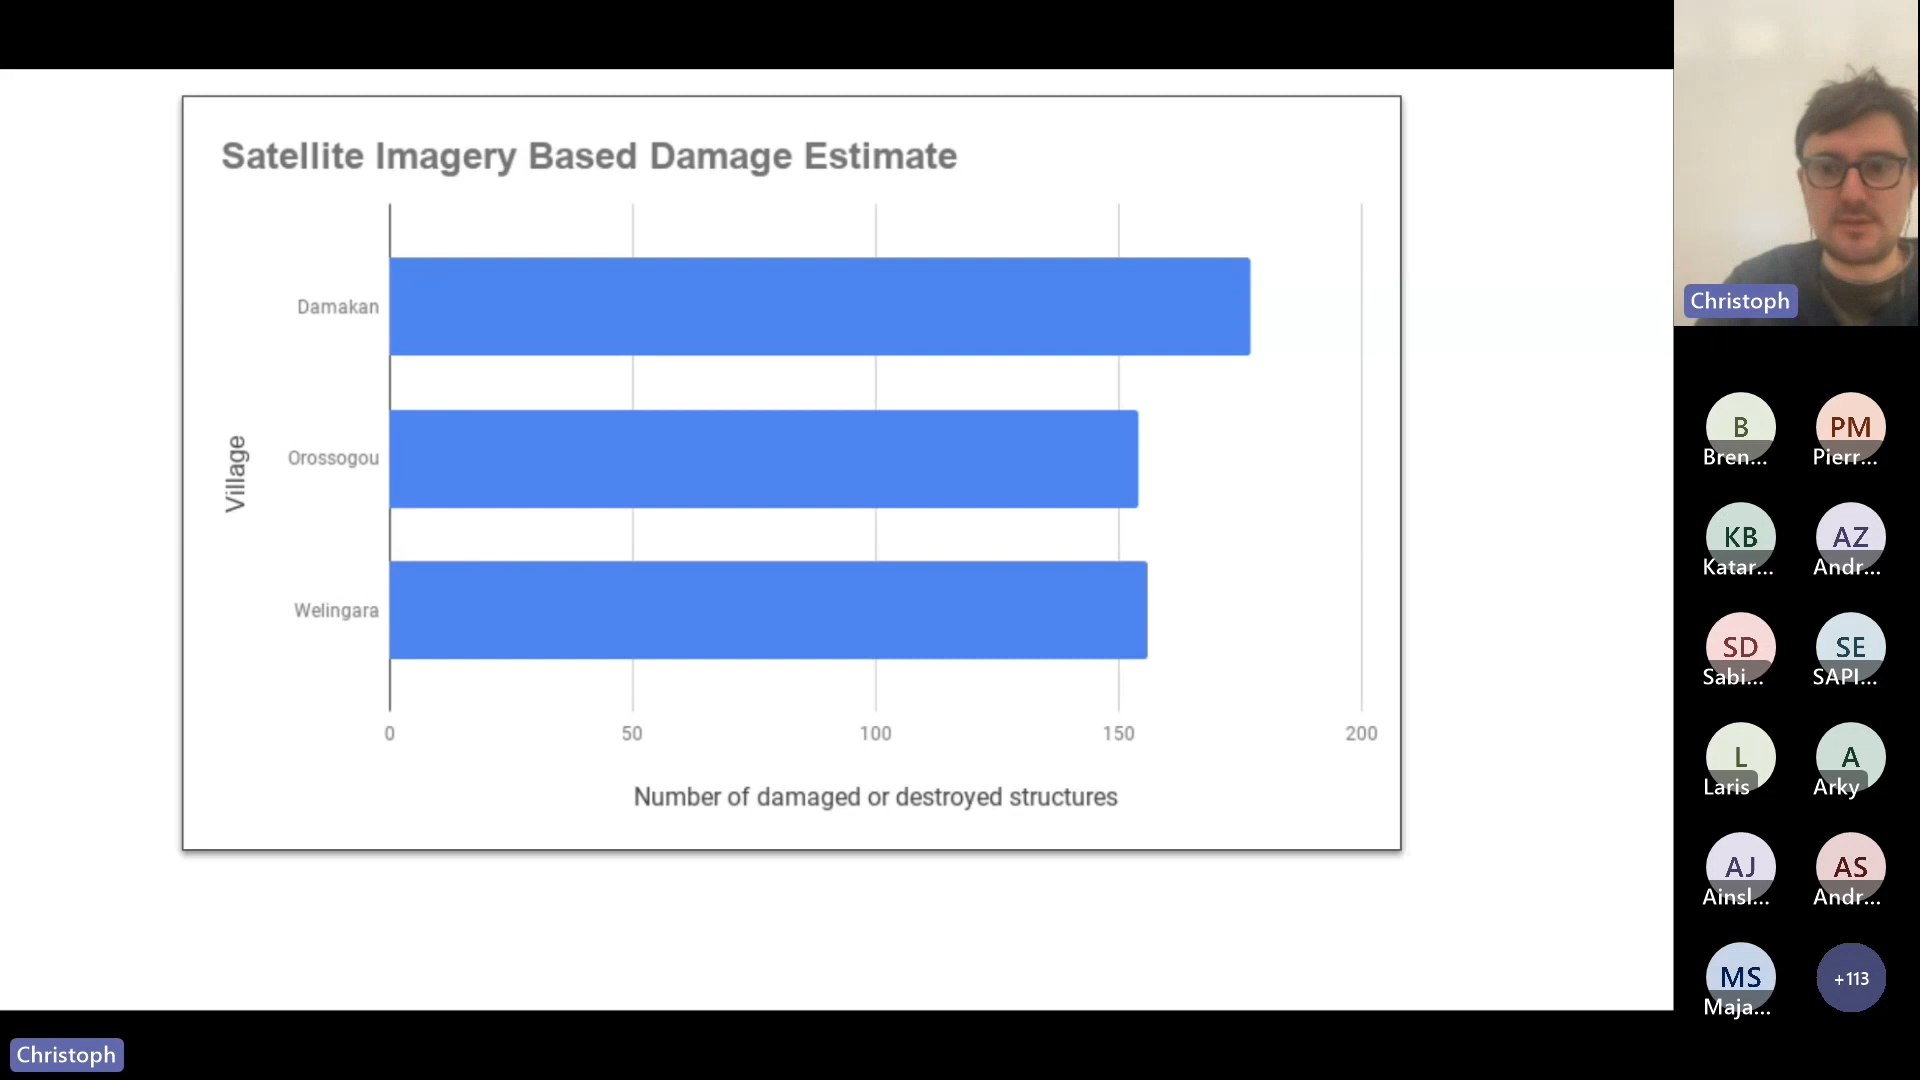 Satellite Imagery Based Damage Estimate
Village
Damakan
Orossogou
Welingara
0 50 100 150 200
Number of damaged or destroyed structures
Christoph
B PM
Bren... Pierr...
KB AZ
Katar... Andr...
SD SE
Sabi... SAPI...
L A
Laris Arky
AJ AS
Ainsl... Andr...
MS +113
Maja...
Christoph